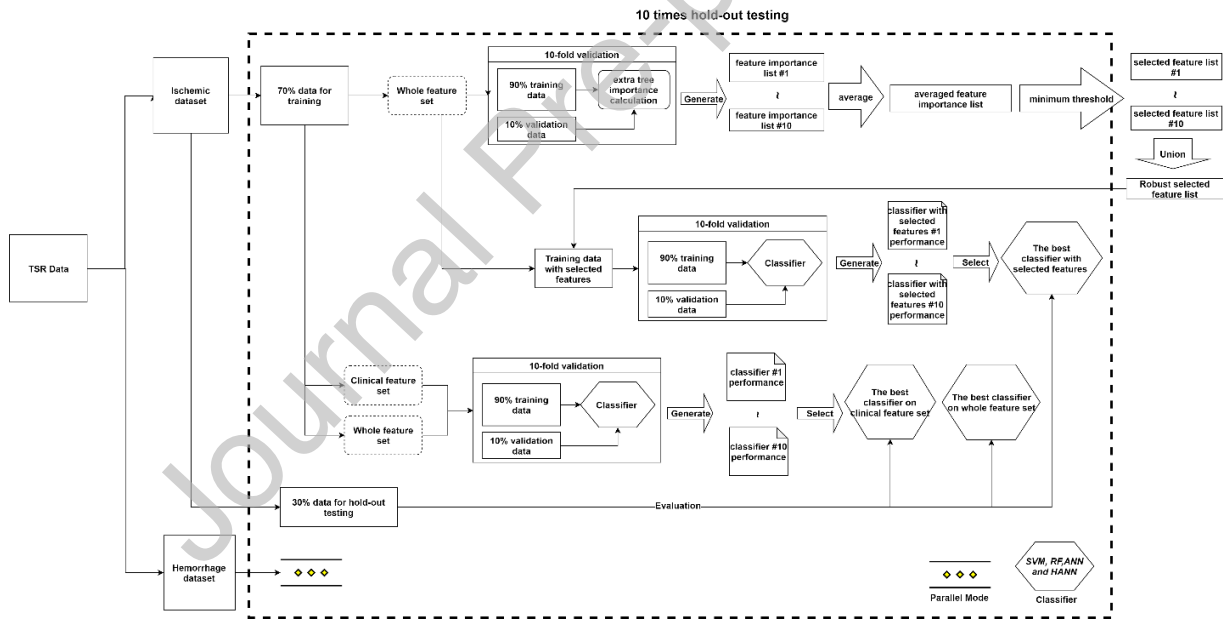 10 times hold-out testing
Ischemic
dataset
70% data for
training
Whole feature
set
10-fold validation
90% training
data
extra tree
importance
calculation
10% validation
data
Generate
feature importance
list #1
~
feature importance
list #10
average
averaged feature
importance list
minimum threshold
selected feature list
#1
~
selected feature list
#10
Union
Robust selected
feature list
TSR Data
Training data
with selected
features
10-fold validation
90% training
data
Classifier
10% validation
data
Generate
classifier with
selected
features #1
performance
~
classifier with
selected
features #10
performance
Select
The best
classifier with
selected features
Clinical feature
set
Whole feature
set
10-fold validation
90% training
data
Classifier
10% validation
data
Generate
classifier #1
performance
~
classifier #10
performance
Select
The best
classifier on
clinical feature set
The best classifier
on whole feature
set
30% data for hold-out
testing
Evaluation
Hemorrhage
dataset
Parallel Mode
SVM, RF,ANN
and HANN
Classifier
Journal Pre-p